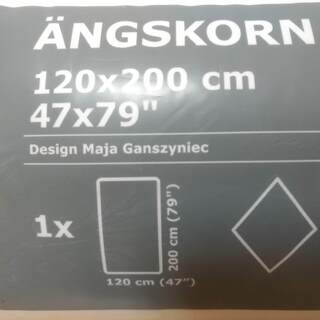 ÄNGSKORN
120x200 cm
47x79"
Design Maja Ganszyniec
1x
200 cm (79")
120 cm (47")